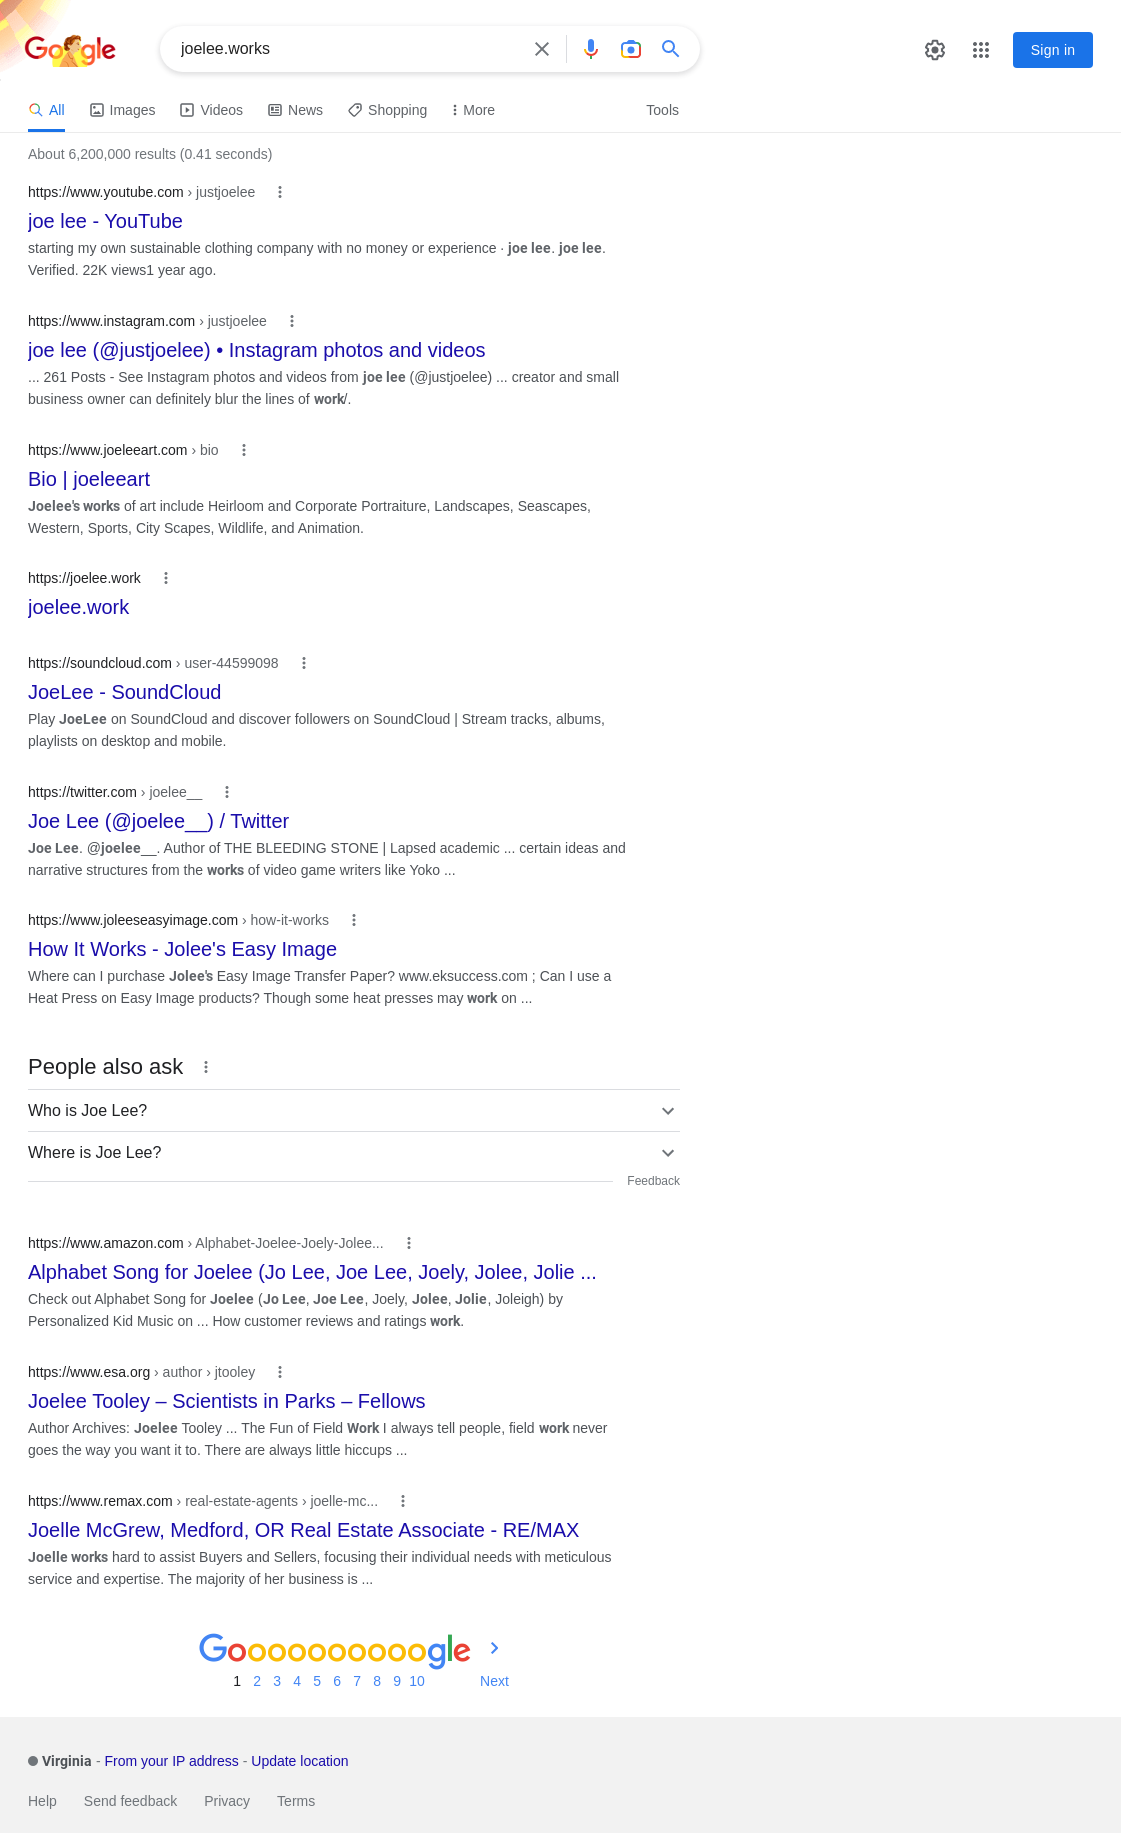 Google
joelee.works
Sign in
All Images Videos News Shopping More Tools
About 6,200,000 results (0.41 seconds)
https://www.youtube.com › justjoelee
joe lee - YouTube
starting my own sustainable clothing company with no money or experience · joe lee. joe lee.
Verified. 22K views1 year ago.
https://www.instagram.com › justjoelee
joe lee (@justjoelee) • Instagram photos and videos
... 261 Posts - See Instagram photos and videos from joe lee (@justjoelee) ... creator and small
business owner can definitely blur the lines of work/.
https://www.joeleeart.com › bio
Bio | joeleeart
Joelee's works of art include Heirloom and Corporate Portraiture, Landscapes, Seascapes,
Western, Sports, City Scapes, Wildlife, and Animation.
https://joelee.work
joelee.work
https://soundcloud.com › user-44599098
JoeLee - SoundCloud
Play JoeLee on SoundCloud and discover followers on SoundCloud | Stream tracks, albums,
playlists on desktop and mobile.
https://twitter.com › joelee__
Joe Lee (@joelee__) / Twitter
Joe Lee. @joelee__. Author of THE BLEEDING STONE | Lapsed academic ... certain ideas and
narrative structures from the works of video game writers like Yoko ...
https://www.joleeseasyimage.com › how-it-works
How It Works - Jolee's Easy Image
Where can I purchase Jolee's Easy Image Transfer Paper? www.eksuccess.com ; Can I use a
Heat Press on Easy Image products? Though some heat presses may work on ...
People also ask
Who is Joe Lee?
Where is Joe Lee?
Feedback
https://www.amazon.com › Alphabet-Joelee-Joely-Jolee...
Alphabet Song for Joelee (Jo Lee, Joe Lee, Joely, Jolee, Jolie ...
Check out Alphabet Song for Joelee (Jo Lee, Joe Lee, Joely, Jolee, Jolie, Joleigh) by
Personalized Kid Music on ... How customer reviews and ratings work.
https://www.esa.org › author › jtooley
Joelee Tooley – Scientists in Parks – Fellows
Author Archives: Joelee Tooley ... The Fun of Field Work I always tell people, field work never
goes the way you want it to. There are always little hiccups ...
https://www.remax.com › real-estate-agents › joelle-mc...
Joelle McGrew, Medford, OR Real Estate Associate - RE/MAX
Joelle works hard to assist Buyers and Sellers, focusing their individual needs with meticulous
service and expertise. The majority of her business is ...
Goooooooooogle
1 2 3 4 5 6 7 8 9 10 Next
Virginia - From your IP address - Update location
Help Send feedback Privacy Terms